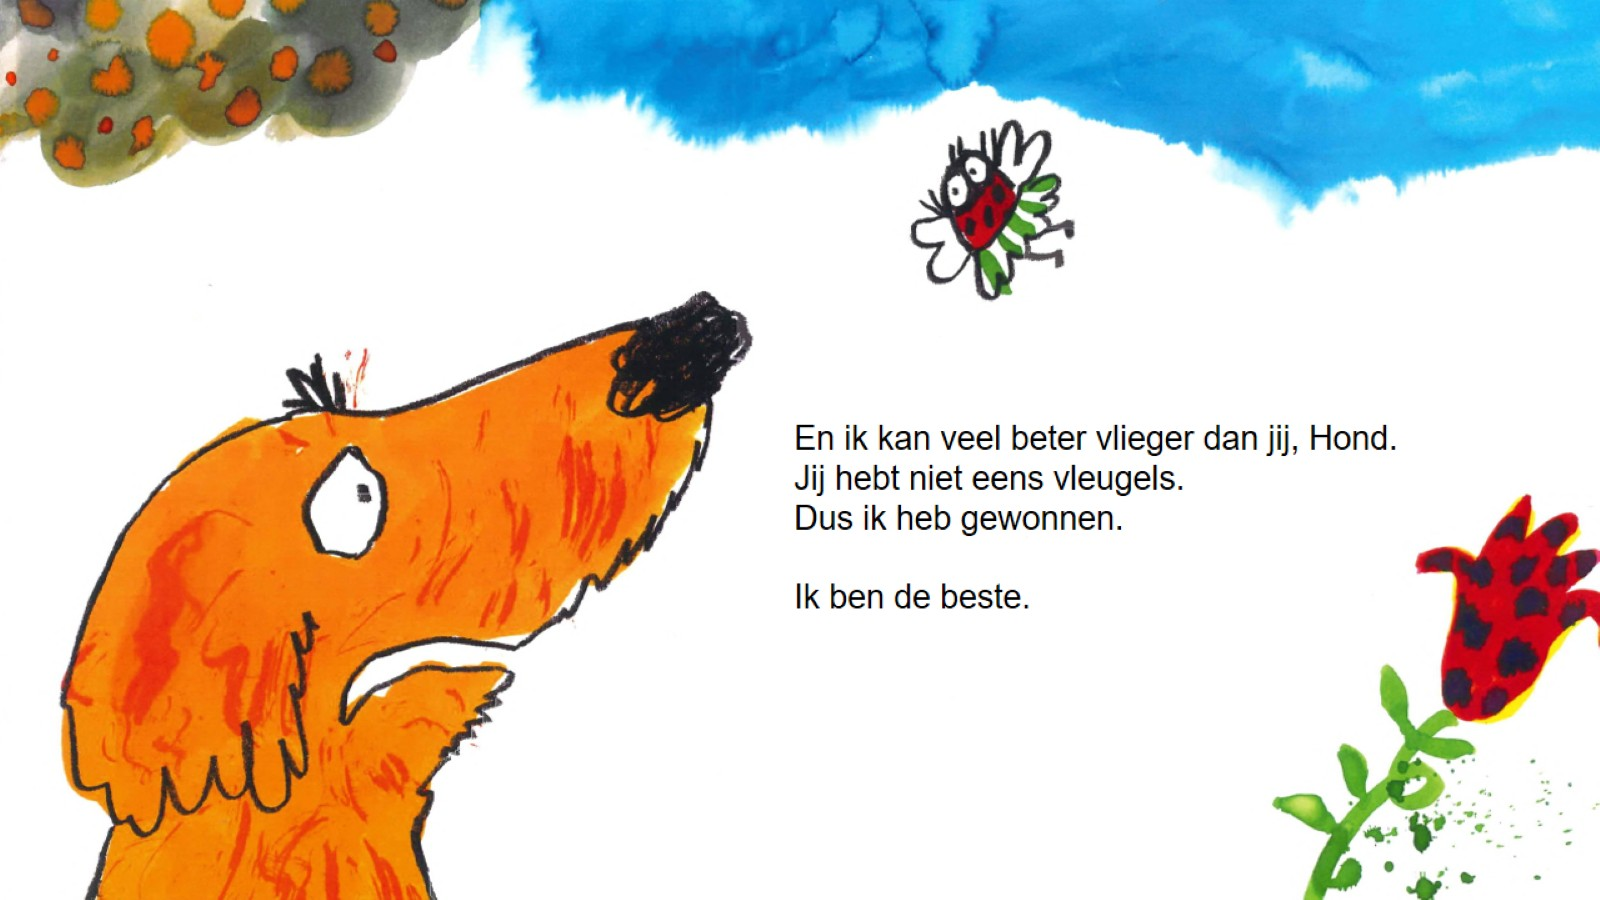 En ik kan veel beter vlieger dan jij, Hond.
Jij hebt niet eens vleugels.
Dus ik heb gewonnen.
Ik ben de beste.